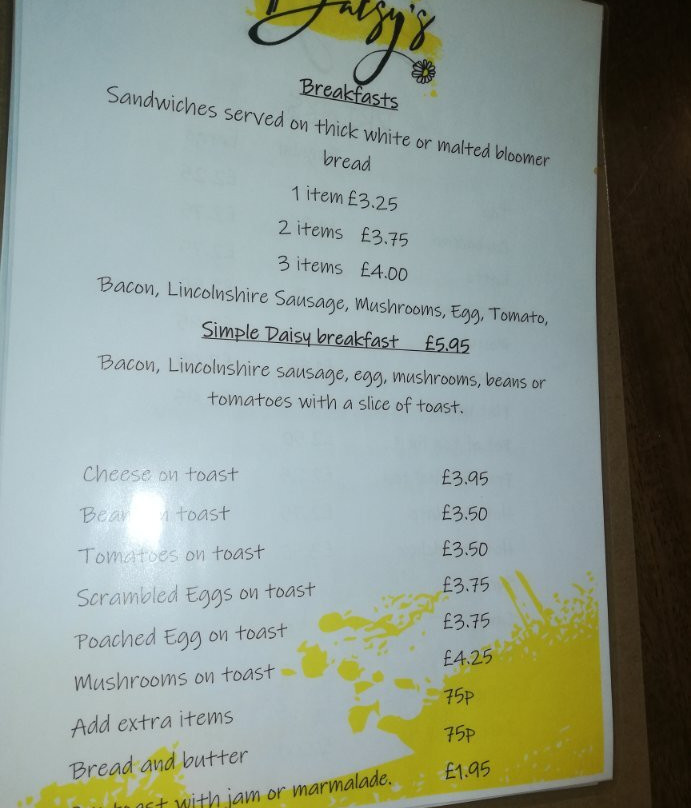 Daisy's
Breakfasts
Sandwiches served on thick white or malted bloomer
bread
1 item £3.25
2 items £3.75
3 items £4.00
Bacon, Lincolnshire Sausage, Mushrooms, Egg, Tomato,
Simple Daisy breakfast £5.95
Bacon, Lincolnshire sausage, egg, mushrooms, beans or
tomatoes with a slice of toast.
Cheese on toast £3.95
Beans on toast £3.50
Tomatoes on toast £3.50
Scrambled Eggs on toast £3.75
Poached Egg on toast £3.75
Mushrooms on toast £4.25
Add extra items 75p
Bread and butter 75p
toast with jam or marmalade. £1.95